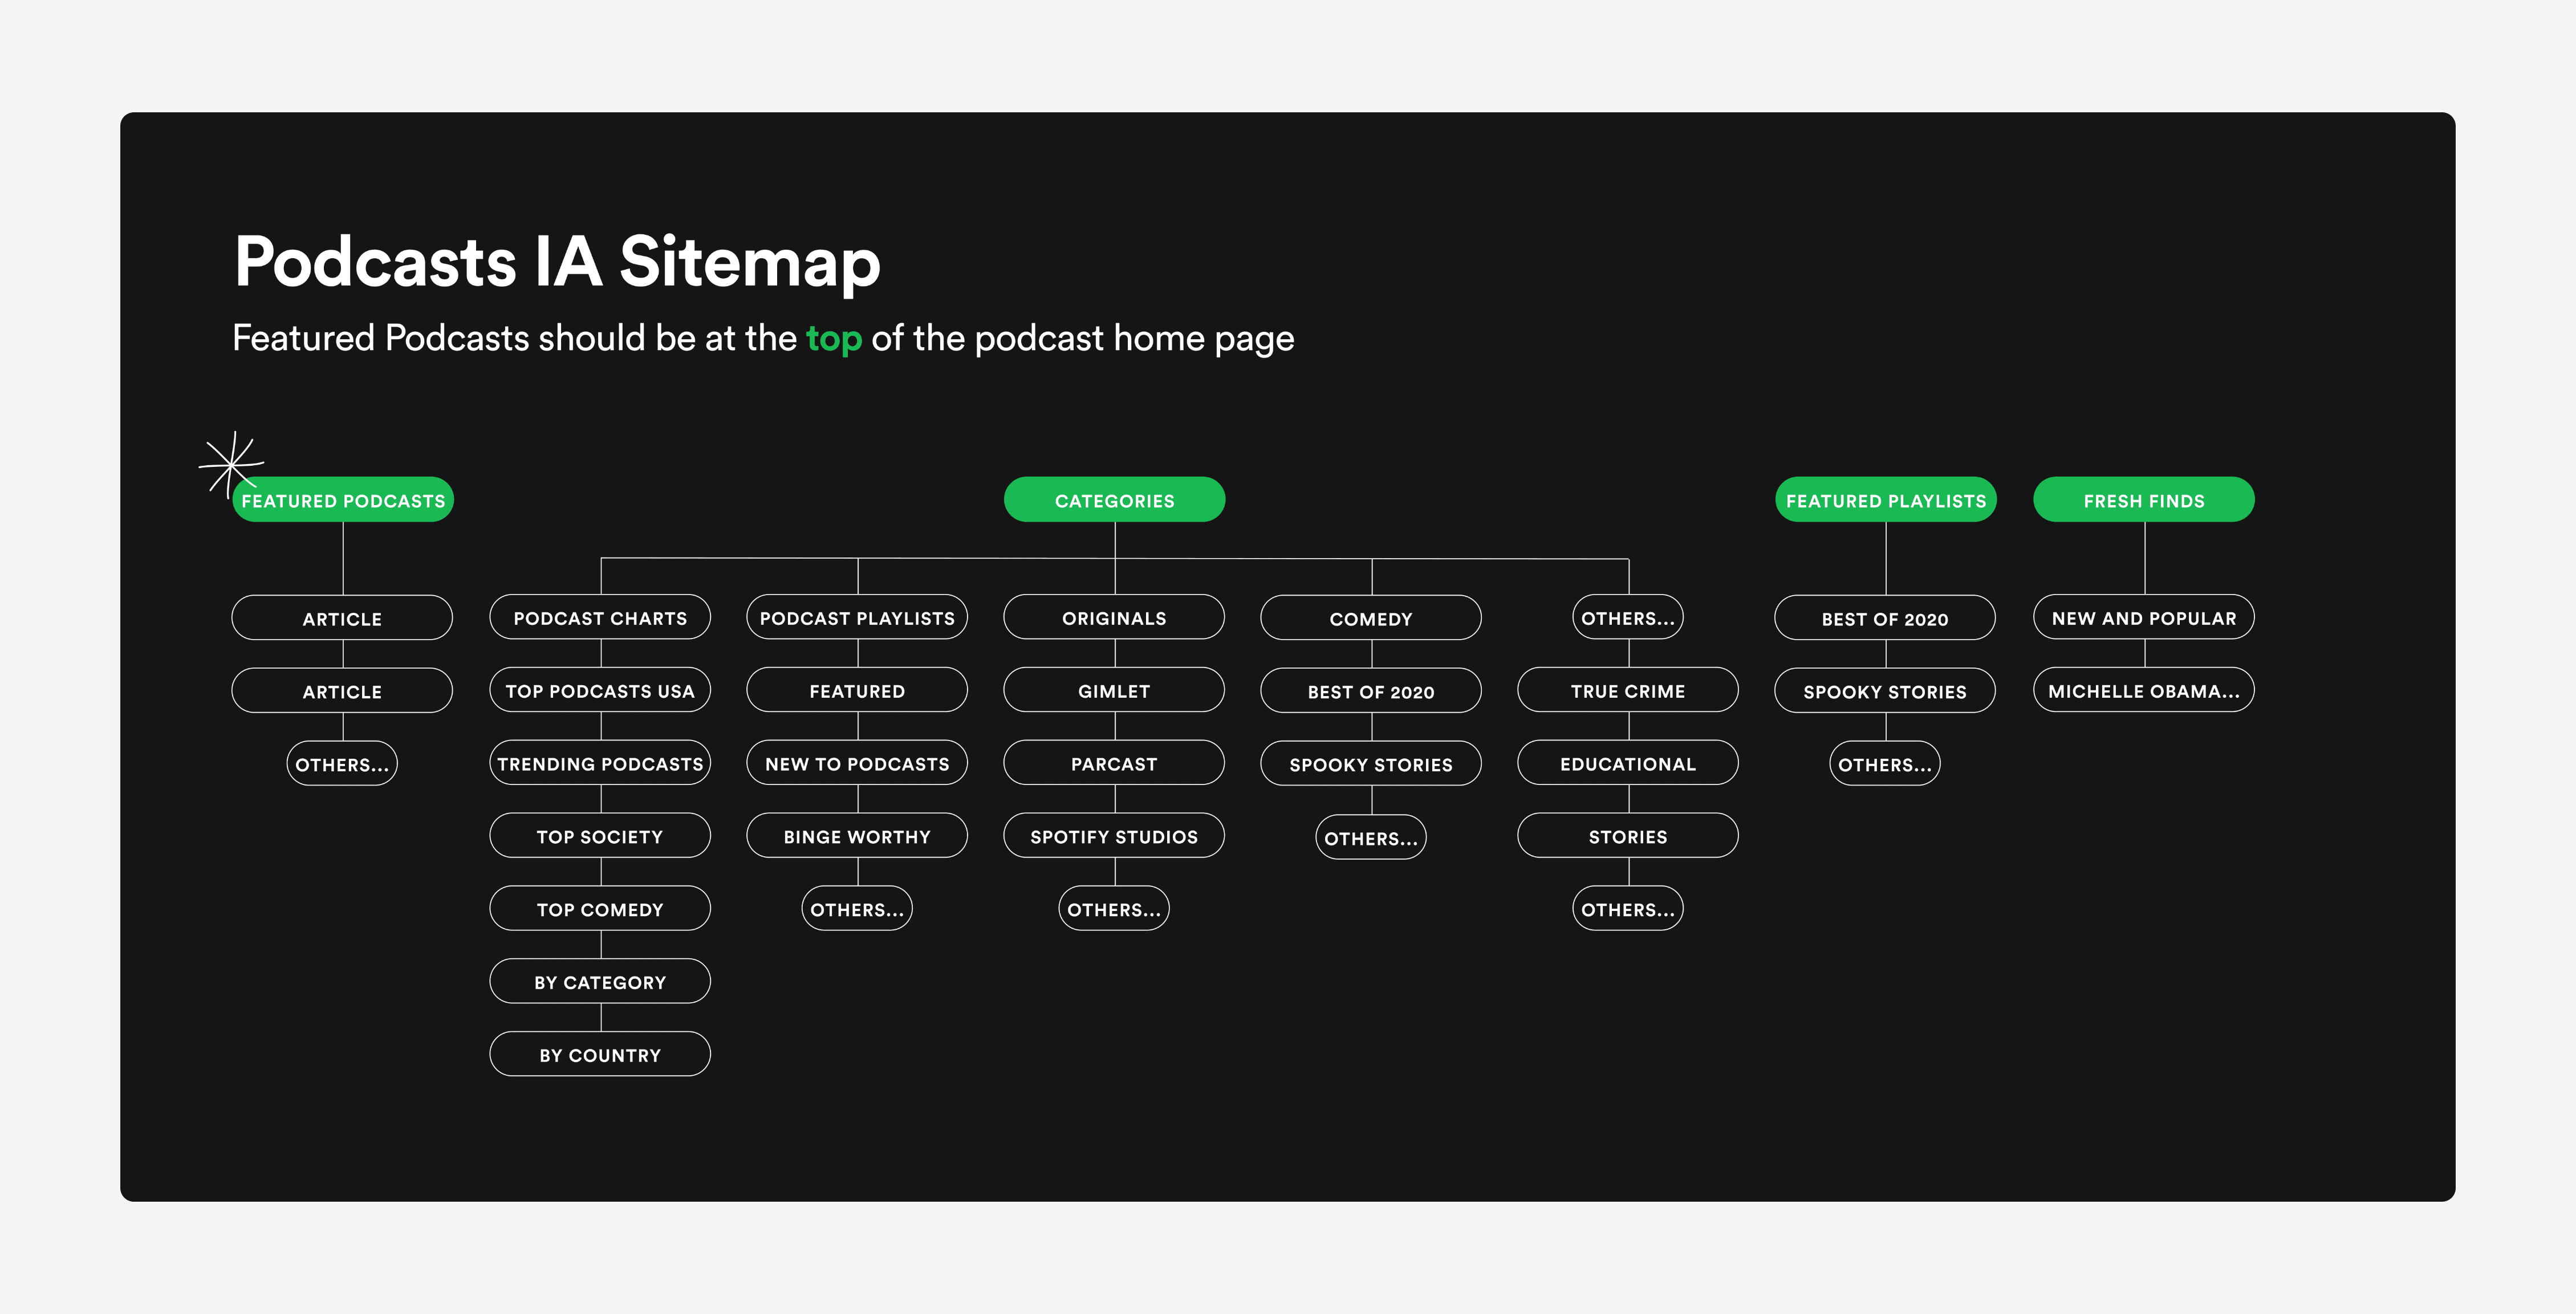 Podcasts IA Sitemap
Featured Podcasts should be at the top of the podcast home page
FEATURED PODCASTS
ARTICLE
ARTICLE
OTHERS...
CATEGORIES
PODCAST CHARTS
TOP PODCASTS USA
TRENDING PODCASTS
TOP SOCIETY
TOP COMEDY
BY CATEGORY
BY COUNTRY
PODCAST PLAYLISTS
FEATURED
NEW TO PODCASTS
BINGE WORTHY
OTHERS...
ORIGINALS
GIMLET
PARCAST
SPOTIFY STUDIOS
OTHERS...
COMEDY
BEST OF 2020
SPOOKY STORIES
OTHERS...
OTHERS...
TRUE CRIME
EDUCATIONAL
STORIES
OTHERS...
FEATURED PLAYLISTS
BEST OF 2020
SPOOKY STORIES
OTHERS...
FRESH FINDS
NEW AND POPULAR
MICHELLE OBAMA...